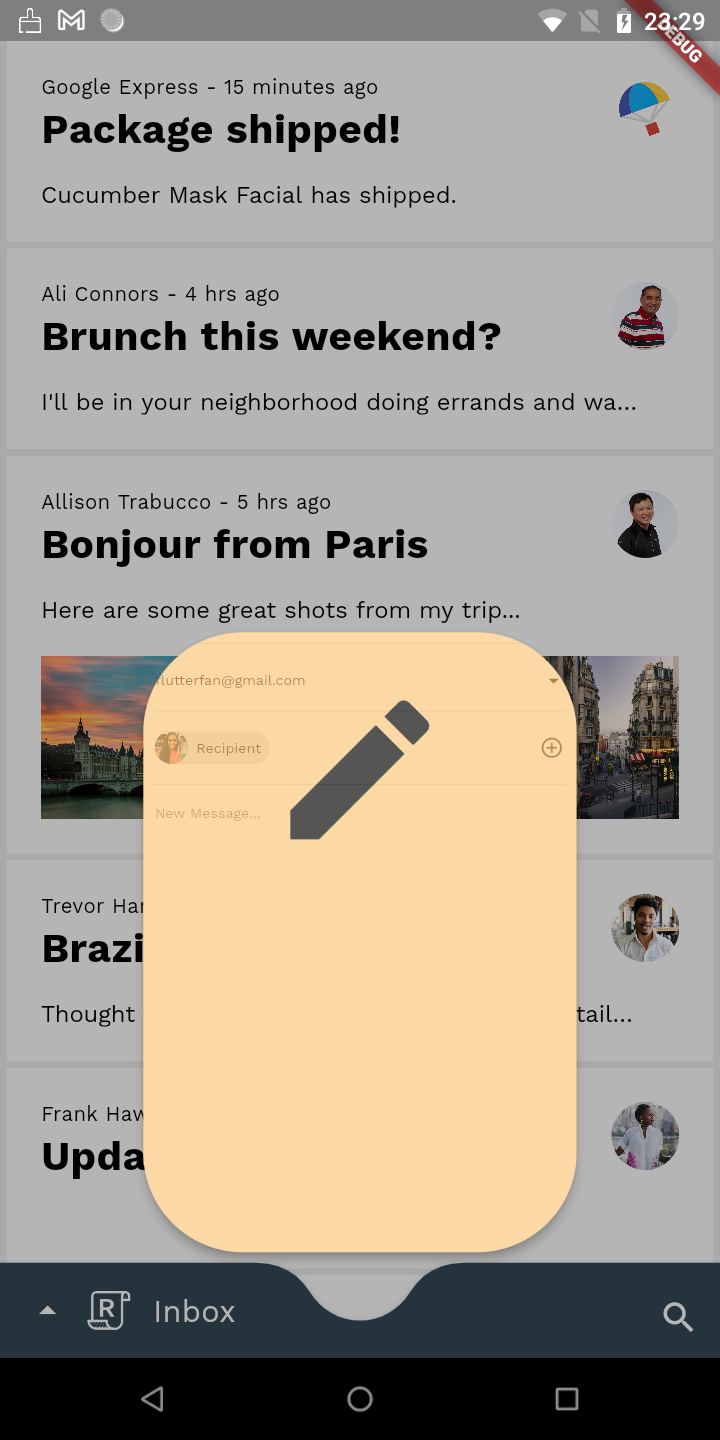 23:29
DEBUG
Google Express - 15 minutes ago
Package shipped!
Cucumber Mask Facial has shipped.
Ali Connors - 4 hrs ago
Brunch this weekend?
I'll be in your neighborhood doing errands and wa...
Allison Trabucco - 5 hrs ago
Bonjour from Paris
Here are some great shots from my trip...
flutterfan@gmail.com
Recipient
New Message...
Trevor Har
Brazi
Thought tail...
Frank Haw
Upda
R Inbox